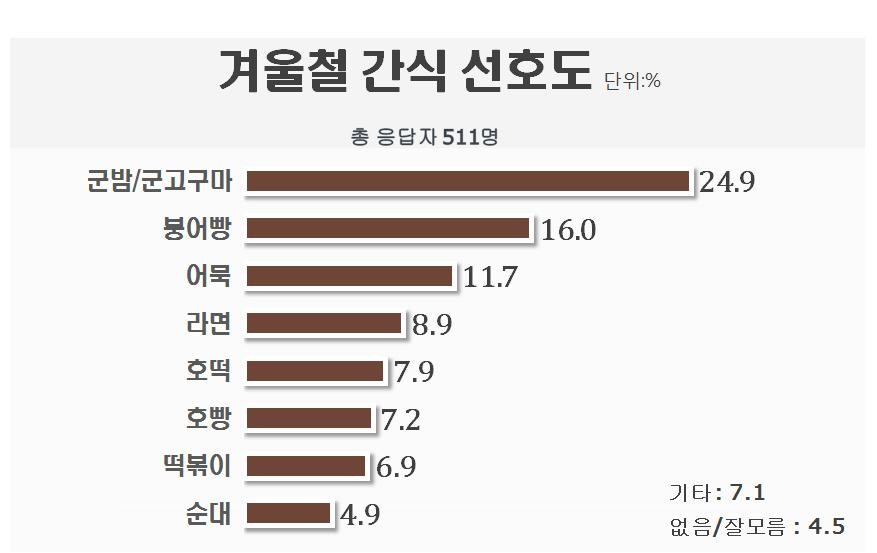 겨울철 간식 선호도 단위:%
총 응답자 511명
군밤/군고구마 24.9
붕어빵 16.0
어묵 11.7
라면 8.9
호떡 7.9
호빵 7.2
떡볶이 6.9
순대 4.9
기타: 7.1
없음/잘모름 : 4.5